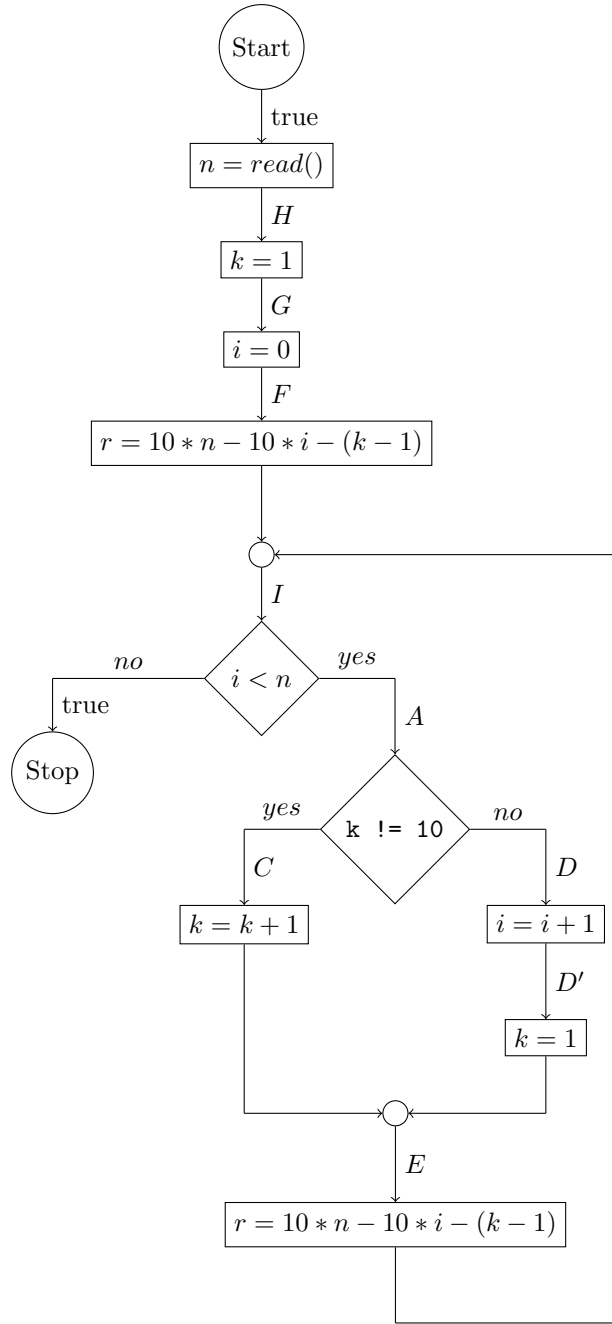 Start
true
n = read()
H
k = 1
G
i = 0
F
r = 10 ∗ n − 10 ∗ i − (k − 1)
I
no
i < n
yes
true
A
Stop
yes
k != 10
no
C
D
k = k + 1
i = i + 1
D′
k = 1
E
r = 10 ∗ n − 10 ∗ i − (k − 1)